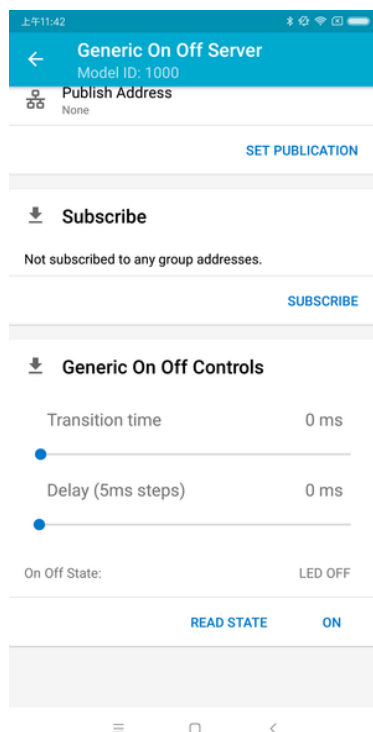 上午11:42
Generic On Off Server
Model ID: 1000
Publish Address
None
SET PUBLICATION
Subscribe
Not subscribed to any group addresses.
SUBSCRIBE
Generic On Off Controls
Transition time 0 ms
Delay (5ms steps) 0 ms
On Off State: LED OFF
READ STATE ON